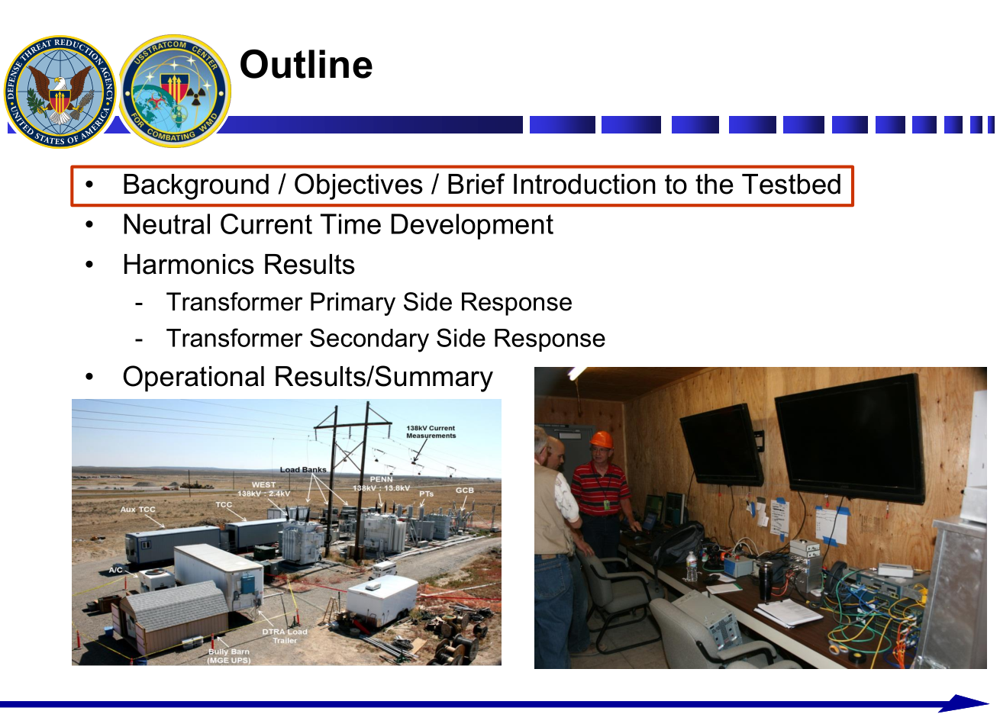 DEFENSE THREAT REDUCTION AGENCY
UNITED STATES OF AMERICA
USSTRATCOM CENTER
FOR COMBATING WMD
Outline
• Background / Objectives / Brief Introduction to the Testbed
• Neutral Current Time Development
• Harmonics Results
- Transformer Primary Side Response
- Transformer Secondary Side Response
• Operational Results/Summary
138kV Current
Measurements
Load Banks
WEST
138kV : 2.4kV
PENN
138kV : 13.8kV
PTs
GCB
Aux TCC
TCC
A/C
DTRA Load
Trailer
Bully Barn
(MGE UPS)